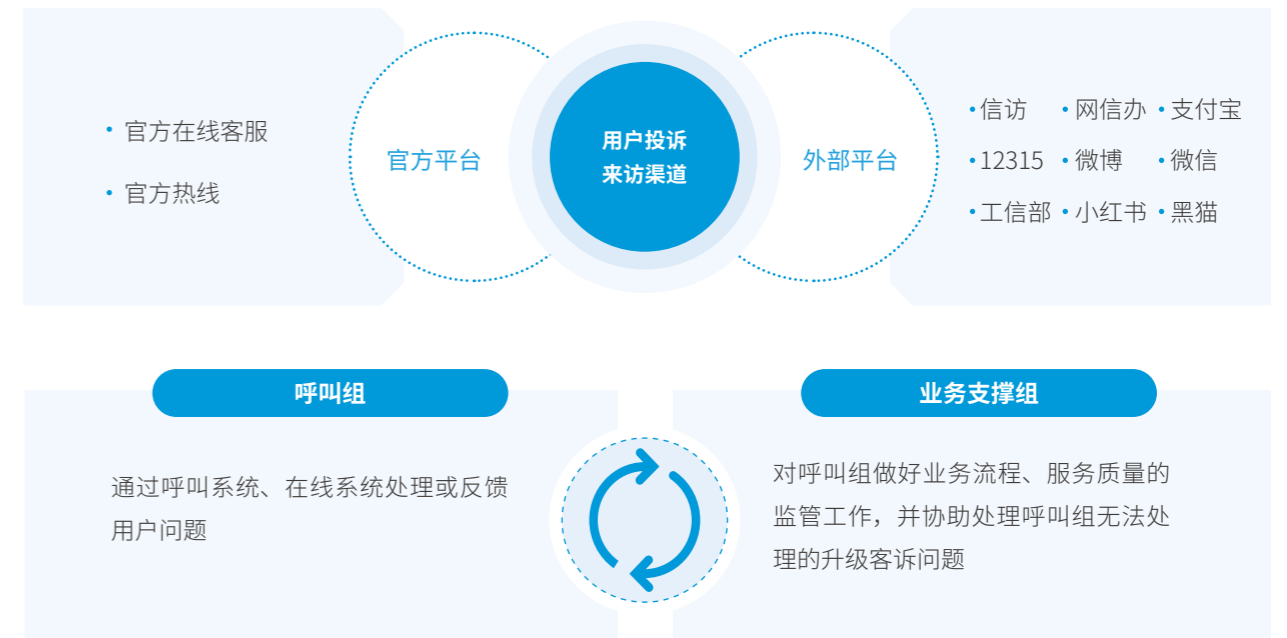 • 官方在线客服
• 官方热线
官方平台
用户投诉
来访渠道
外部平台
• 信访 • 网信办 • 支付宝
• 12315 • 微博 • 微信
• 工信部 • 小红书 • 黑猫
呼叫组
通过呼叫系统、在线系统处理或反馈
用户问题
业务支撑组
对呼叫组做好业务流程、服务质量的
监管工作，并协助处理呼叫组无法处
理的升级客诉问题